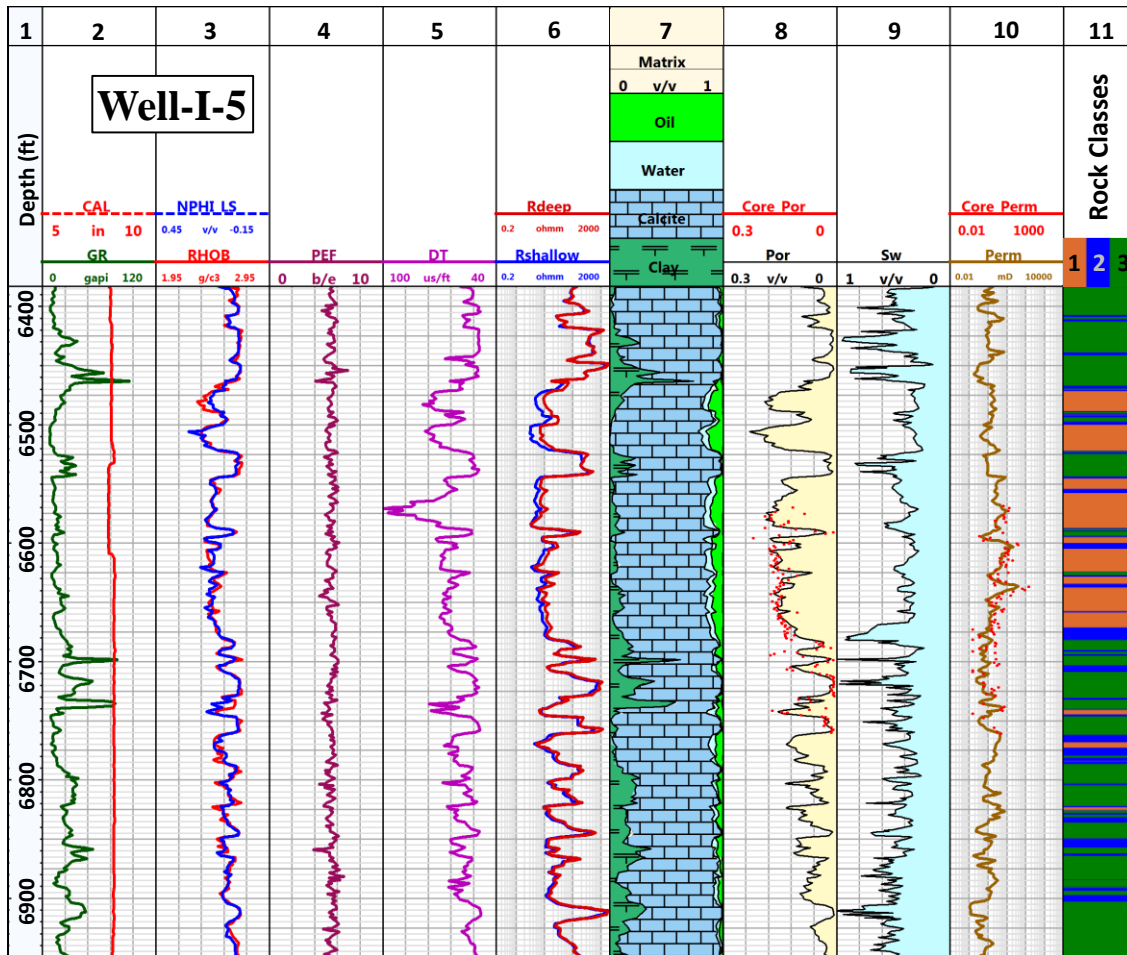 1 2 3 4 5 6 7 8 9 10 11
Well-I-5
Depth (ft)
Matrix
0 v/v 1
Oil
Water
Calcite
Clay
CAL
5 in 10
GR
0 gapi 120
NPHI_LS
0.45 v/v -0.15
RHOB
1.95 g/c3 2.95
PEF
0 b/e 10
DT
100 us/ft 40
Rdeep
0.2 ohmm 2000
Rshallow
0.2 ohmm 2000
Core Por
0.3 0
Por
0.3 v/v 0
Sw
1 v/v 0
Core Perm
0.01 1000
Perm
0.01 mD 10000
Rock Classes
1 2 3
6400
6500
6600
6700
6800
6900